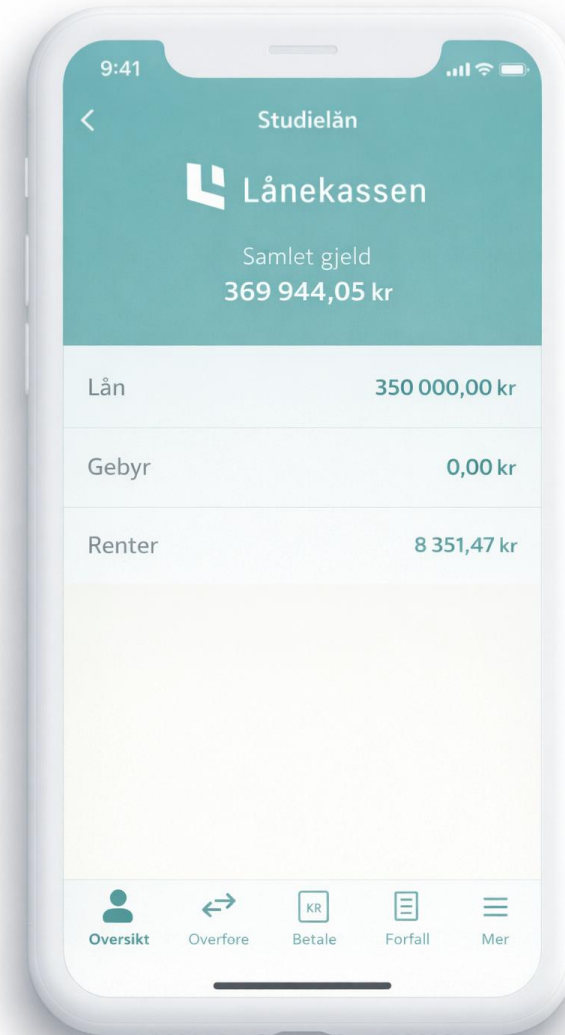 9:41
Studielån
Lånekassen
Samlet gjeld
369 944,05 kr
Lån 350 000,00 kr
Gebyr 0,00 kr
Renter 8 351,47 kr
KR
Oversikt Overfore Betale Forfall Mer